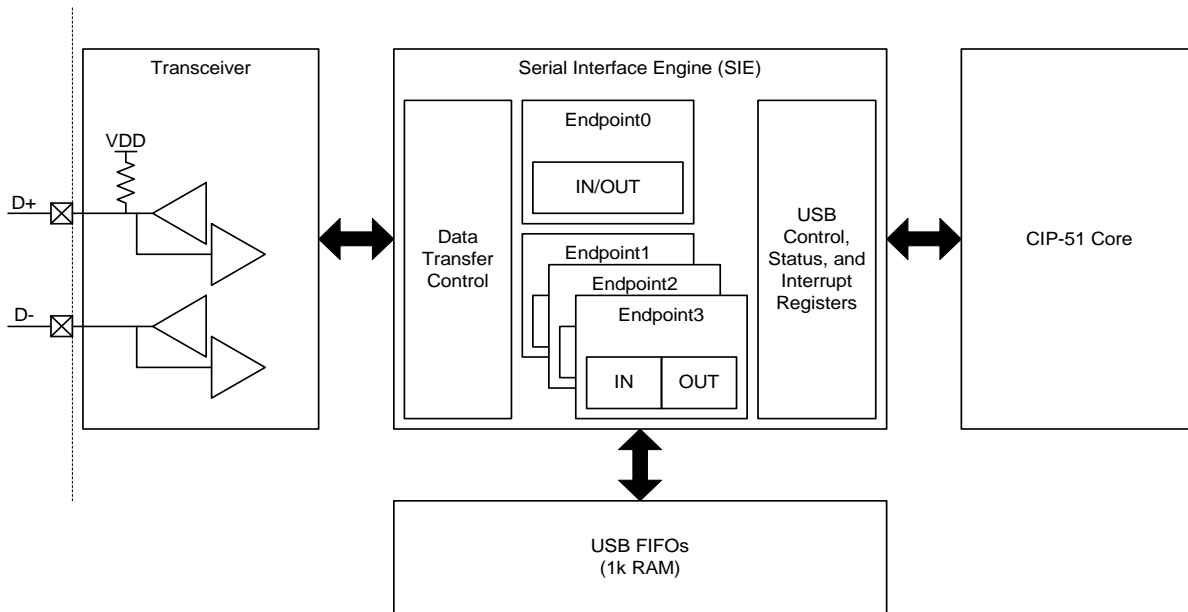 Transceiver
VDD
D+
D-
Serial Interface Engine (SIE)
Data
Transfer
Control
Endpoint0
IN/OUT
Endpoint1
Endpoint2
Endpoint3
IN
OUT
USB
Control,
Status, and
Interrupt
Registers
CIP-51 Core
USB FIFOs
(1k RAM)